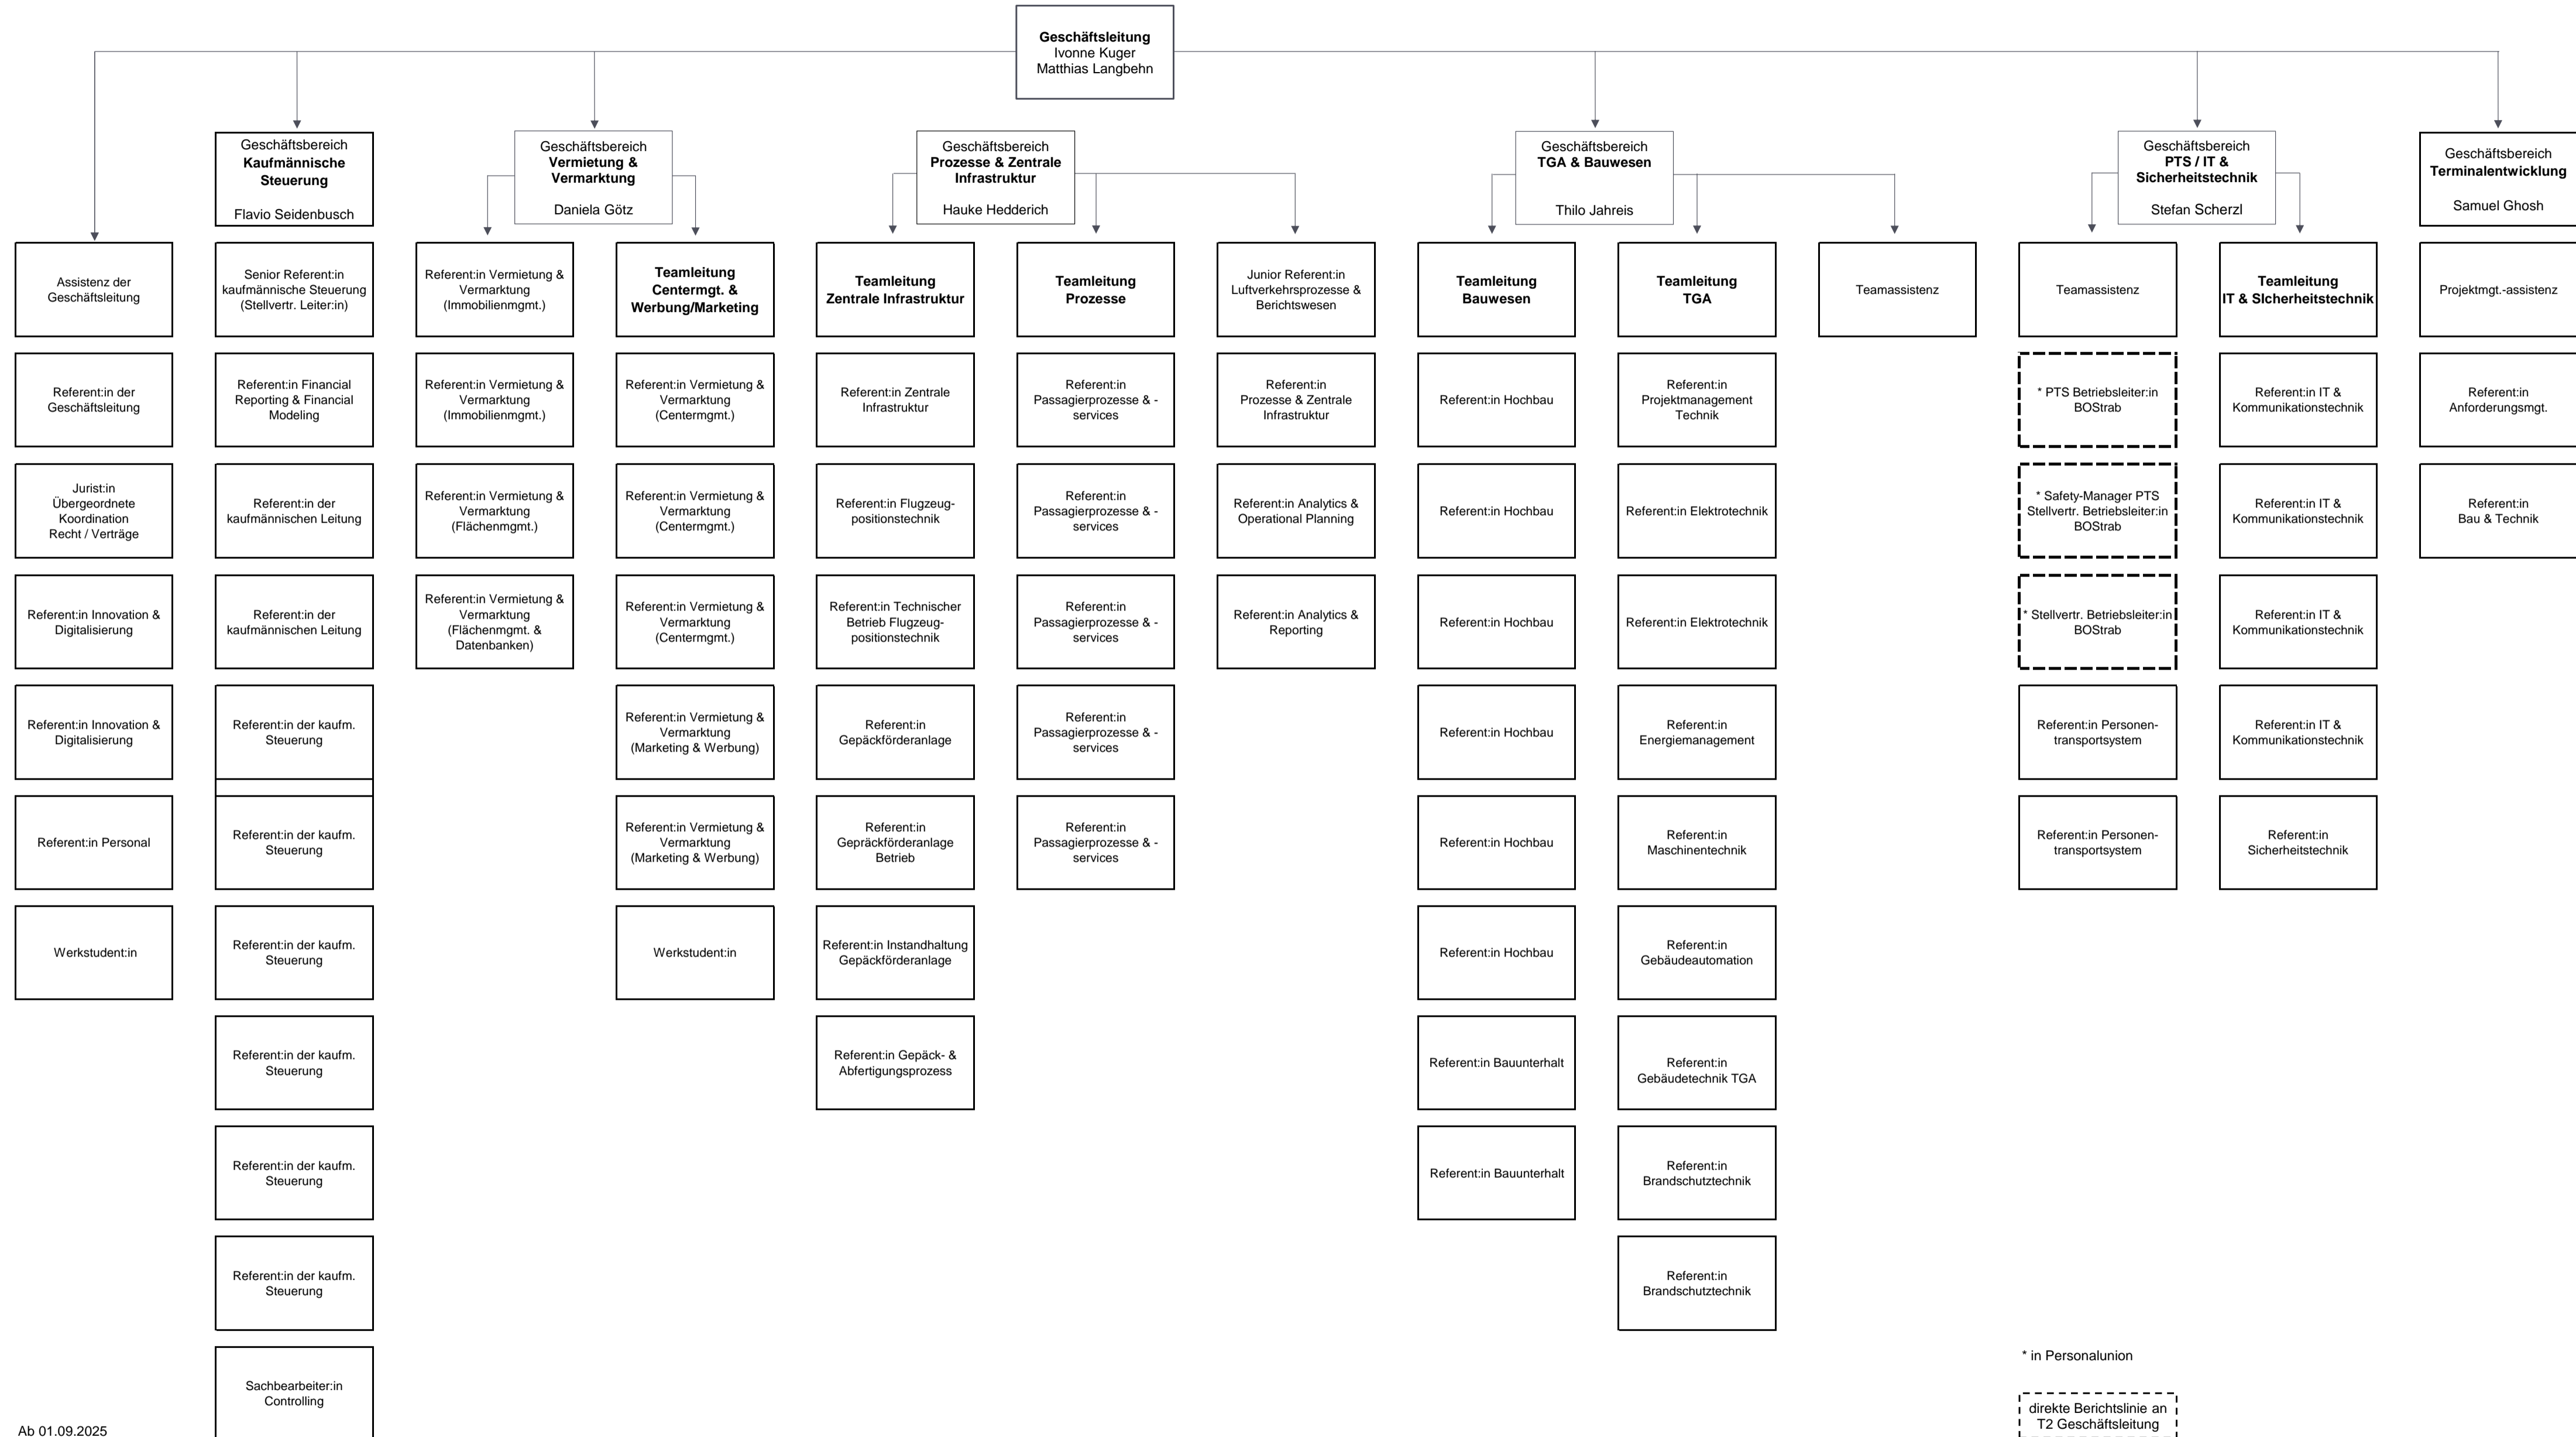 Geschäftsleitung
Ivonne Kuger
Matthias Langbehn
Geschäftsbereich
Kaufmännische
Steuerung
Flavio Seidenbusch
Geschäftsbereich
Vermietung &
Vermarktung
Daniela Götz
Geschäftsbereich
Prozesse & Zentrale
Infrastruktur
Hauke Hedderich
Geschäftsbereich
TGA & Bauwesen
Thilo Jahreis
Geschäftsbereich
PTS / IT &
Sicherheitstechnik
Stefan Scherzl
Geschäftsbereich
Terminalentwicklung
Samuel Ghosh
Assistenz der
Geschäftsleitung
Senior Referent:in
kaufmännische Steuerung
(Stellvertr. Leiter:in)
Referent:in Vermietung &
Vermarktung
(Immobilienmgmt.)
Teamleitung
Centermgt. &
Werbung/Marketing
Teamleitung
Zentrale Infrastruktur
Teamleitung
Prozesse
Junior Referent:in
Luftverkehrsprozesse &
Berichtswesen
Teamleitung
Bauwesen
Teamleitung
TGA
Teamassistenz
Teamassistenz
Teamleitung
IT & SIcherheitstechnik
Projektmgt.-assistenz
Referent:in der
Geschäftsleitung
Referent:in Financial
Reporting & Financial
Modeling
Referent:in Vermietung &
Vermarktung
(Immobilienmgmt.)
Referent:in Vermietung &
Vermarktung
(Centermgmt.)
Referent:in Zentrale
Infrastruktur
Referent:in
Passagierprozesse & -
services
Referent:in
Prozesse & Zentrale
Infrastruktur
Referent:in Hochbau
Referent:in
Projektmanagement
Technik
* PTS Betriebsleiter:in
BOStrab
Referent:in IT &
Kommunikationstechnik
Referent:in
Anforderungsmgt.
Jurist:in
Übergeordnete
Koordination
Recht / Verträge
Referent:in der
kaufmännischen Leitung
Referent:in Vermietung &
Vermarktung
(Flächenmgmt.)
Referent:in Vermietung &
Vermarktung
(Centermgmt.)
Referent:in Flugzeug-
positionstechnik
Referent:in
Passagierprozesse & -
services
Referent:in Analytics &
Operational Planning
Referent:in Hochbau
Referent:in Elektrotechnik
* Safety-Manager PTS
Stellvertr. Betriebsleiter:in
BOStrab
Referent:in IT &
Kommunikationstechnik
Referent:in
Bau & Technik
Referent:in Innovation &
Digitalisierung
Referent:in der
kaufmännischen Leitung
Referent:in Vermietung &
Vermarktung
(Flächenmgmt. &
Datenbanken)
Referent:in Vermietung &
Vermarktung
(Centermgmt.)
Referent:in Technischer
Betrieb Flugzeug-
positionstechnik
Referent:in
Passagierprozesse & -
services
Referent:in Analytics &
Reporting
Referent:in Hochbau
Referent:in Elektrotechnik
* Stellvertr. Betriebsleiter:in
BOStrab
Referent:in IT &
Kommunikationstechnik
Referent:in Innovation &
Digitalisierung
Referent:in der kaufm.
Steuerung
Referent:in Vermietung &
Vermarktung
(Marketing & Werbung)
Referent:in
Gepäckförderanlage
Referent:in
Passagierprozesse & -
services
Referent:in Hochbau
Referent:in
Energiemanagement
Referent:in Personen-
transportsystem
Referent:in IT &
Kommunikationstechnik
Referent:in Personal
Referent:in der kaufm.
Steuerung
Referent:in Vermietung &
Vermarktung
(Marketing & Werbung)
Referent:in
Gepräckförderanlage
Betrieb
Referent:in
Passagierprozesse & -
services
Referent:in Hochbau
Referent:in
Maschinentechnik
Referent:in Personen-
transportsystem
Referent:in
Sicherheitstechnik
Werkstudent:in
Referent:in der kaufm.
Steuerung
Werkstudent:in
Referent:in Instandhaltung
Gepäckförderanlage
Referent:in Hochbau
Referent:in
Gebäudeautomation
Referent:in der kaufm.
Steuerung
Referent:in Gepäck- &
Abfertigungsprozess
Referent:in Bauunterhalt
Referent:in
Gebäudetechnik TGA
Referent:in der kaufm.
Steuerung
Referent:in Bauunterhalt
Referent:in
Brandschutztechnik
Referent:in der kaufm.
Steuerung
Referent:in
Brandschutztechnik
* in Personalunion
Sachbearbeiter:in
Controlling
direkte Berichtslinie an
T2 Geschäftsleitung
Ab 01.09.2025